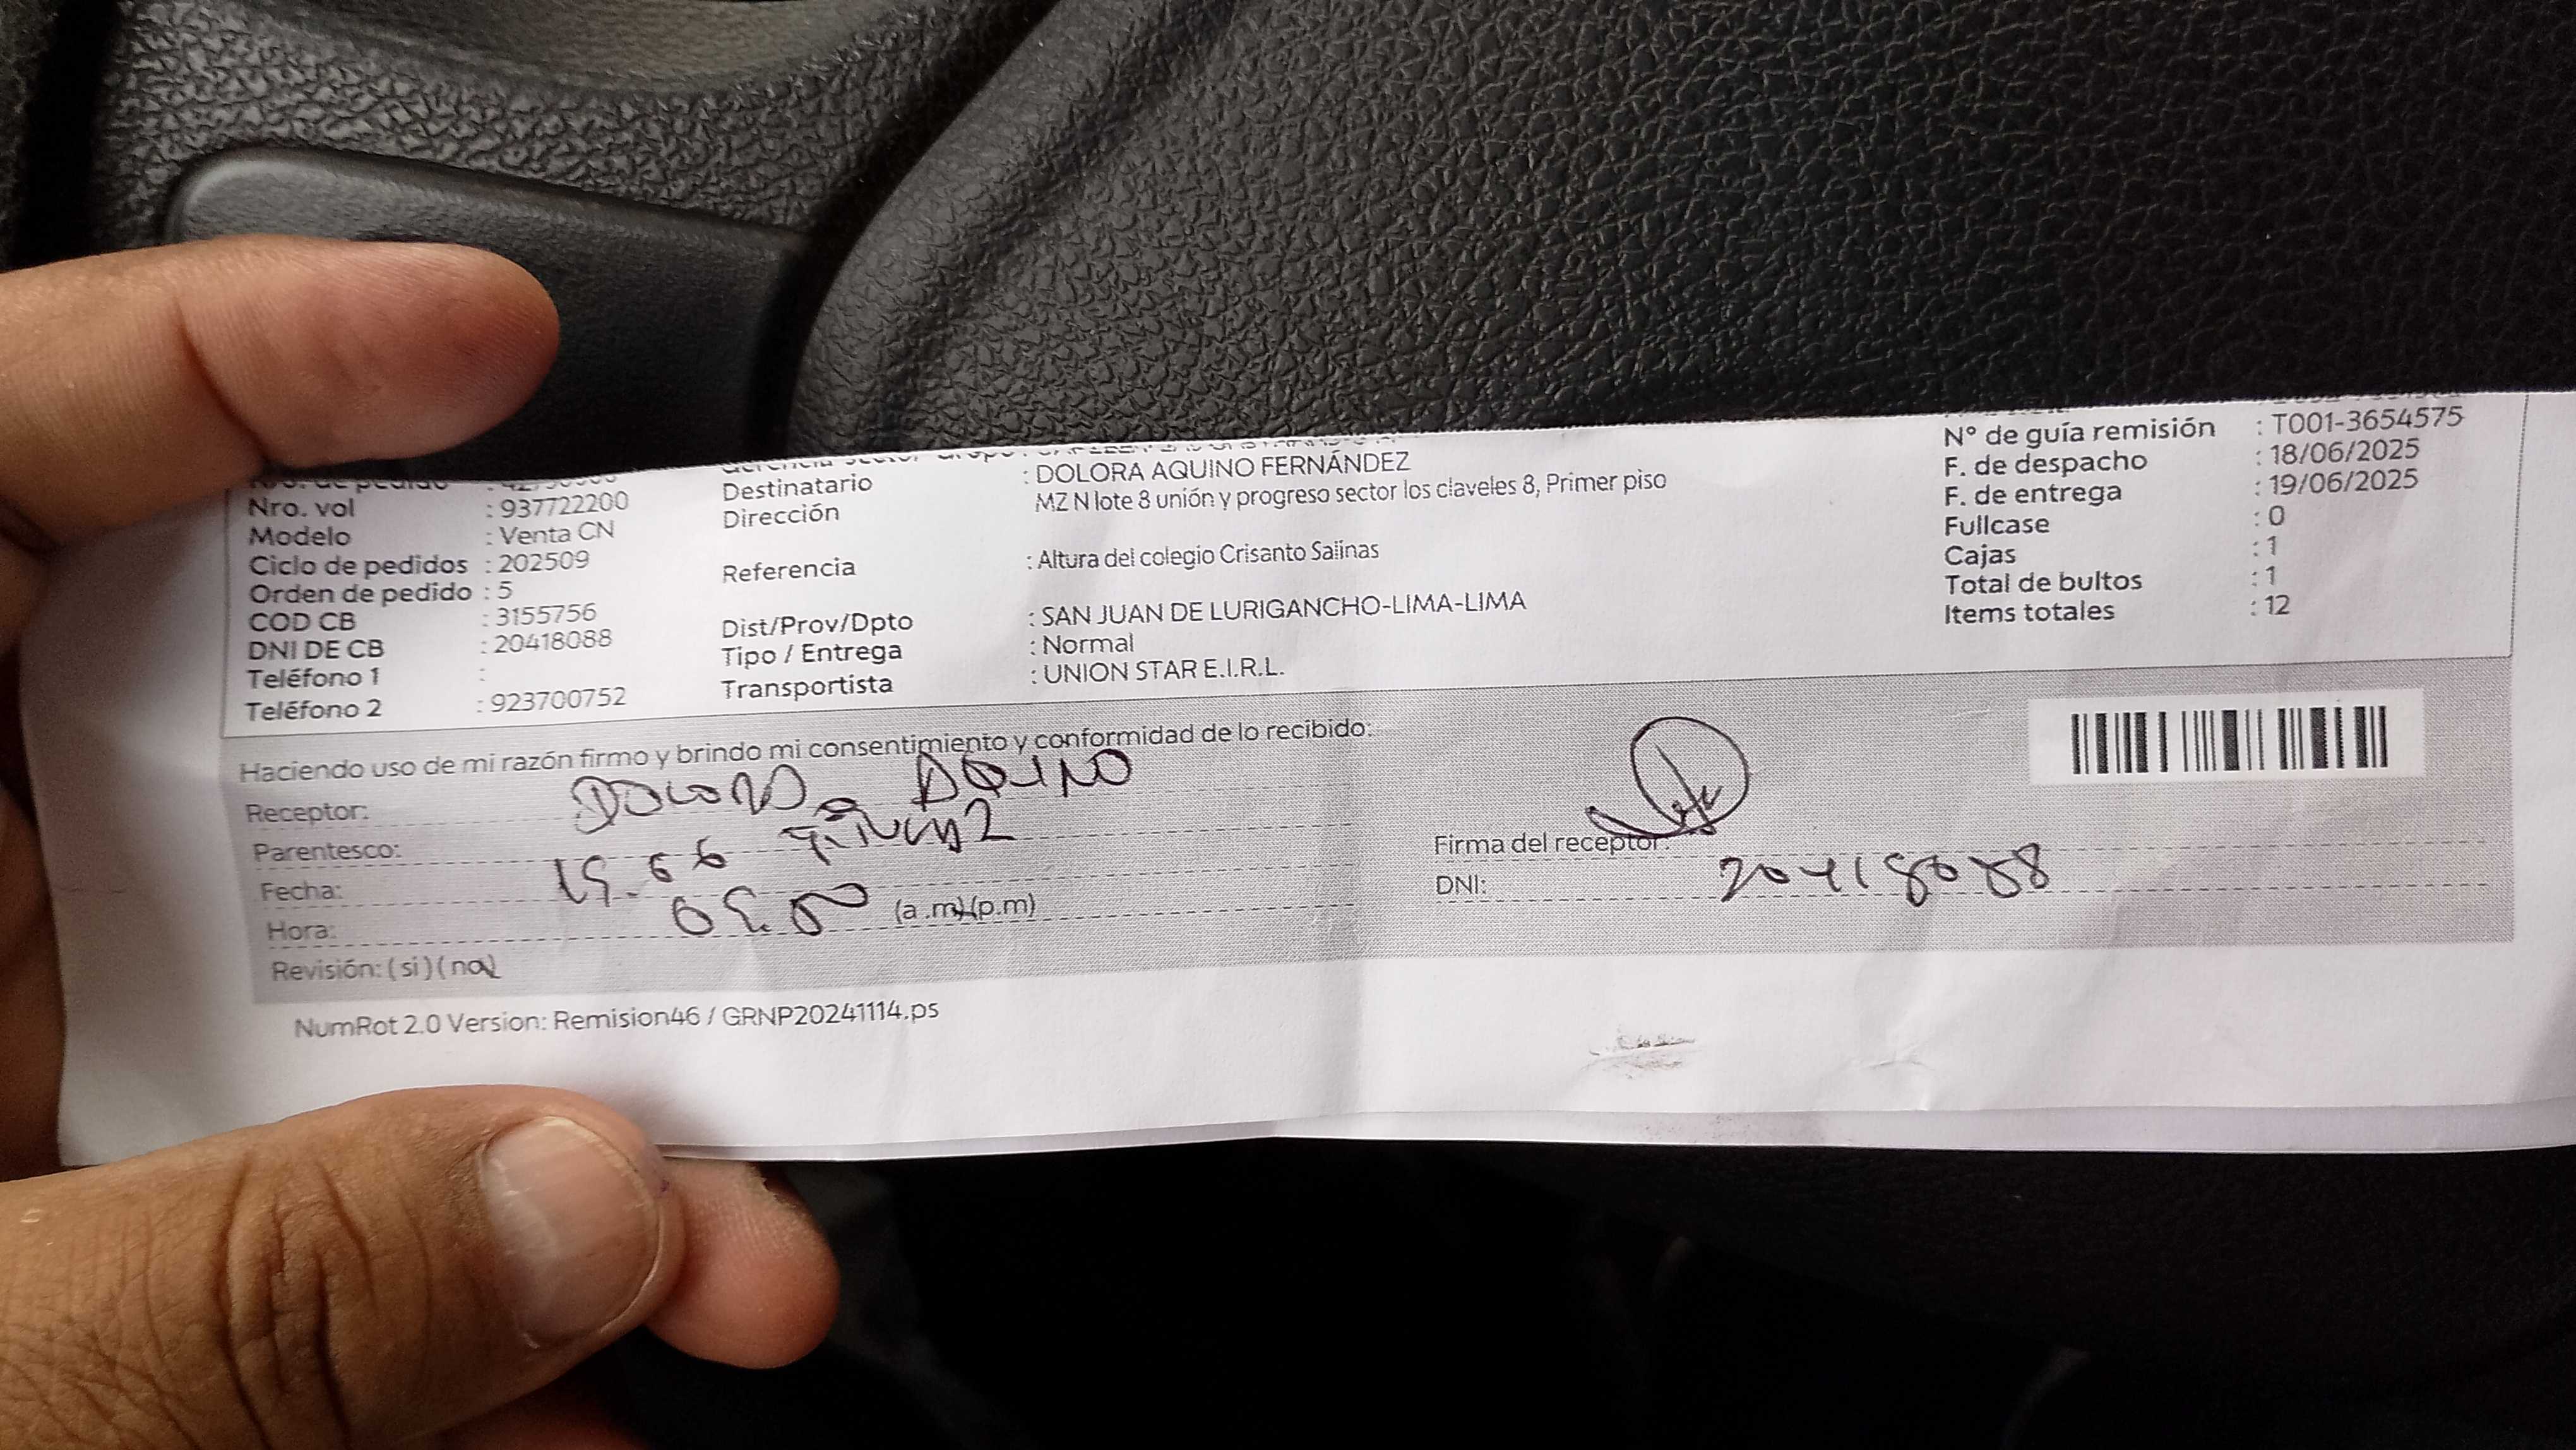 Nro. de pedido
Nro. vol : 937722200
Modelo : Venta CN
Ciclo de pedidos : 202509
Orden de pedido : 5
COD CB : 3155756
DNI DE CB : 20418088
Teléfono 1 :
Teléfono 2 : 923700752
Destinatario : DOLORA AQUINO FERNÁNDEZ
Dirección MZ N lote 8 unión y progreso sector los claveles 8, Primer piso
Referencia : Altura del colegio Crisanto Salinas
Dist/Prov/Dpto : SAN JUAN DE LURIGANCHO-LIMA-LIMA
Tipo / Entrega : Normal
Transportista : UNION STAR E.I.R.L.
N° de guía remisión : T001-3654575
F. de despacho : 18/06/2025
F. de entrega : 19/06/2025
Fullcase : 0
Cajas : 1
Total de bultos : 1
Items totales : 12
Haciendo uso de mi razón firmo y brindo mi consentimiento y conformidad de lo recibido:
Receptor: AQUINO
Parentesco:
Fecha:
Hora: (a.m)(p.m)
Revisión: (si) (no)
Firma del receptor:
DNI: 20418088
NumRot 2.0 Version: Remision46 / GRNP20241114.ps